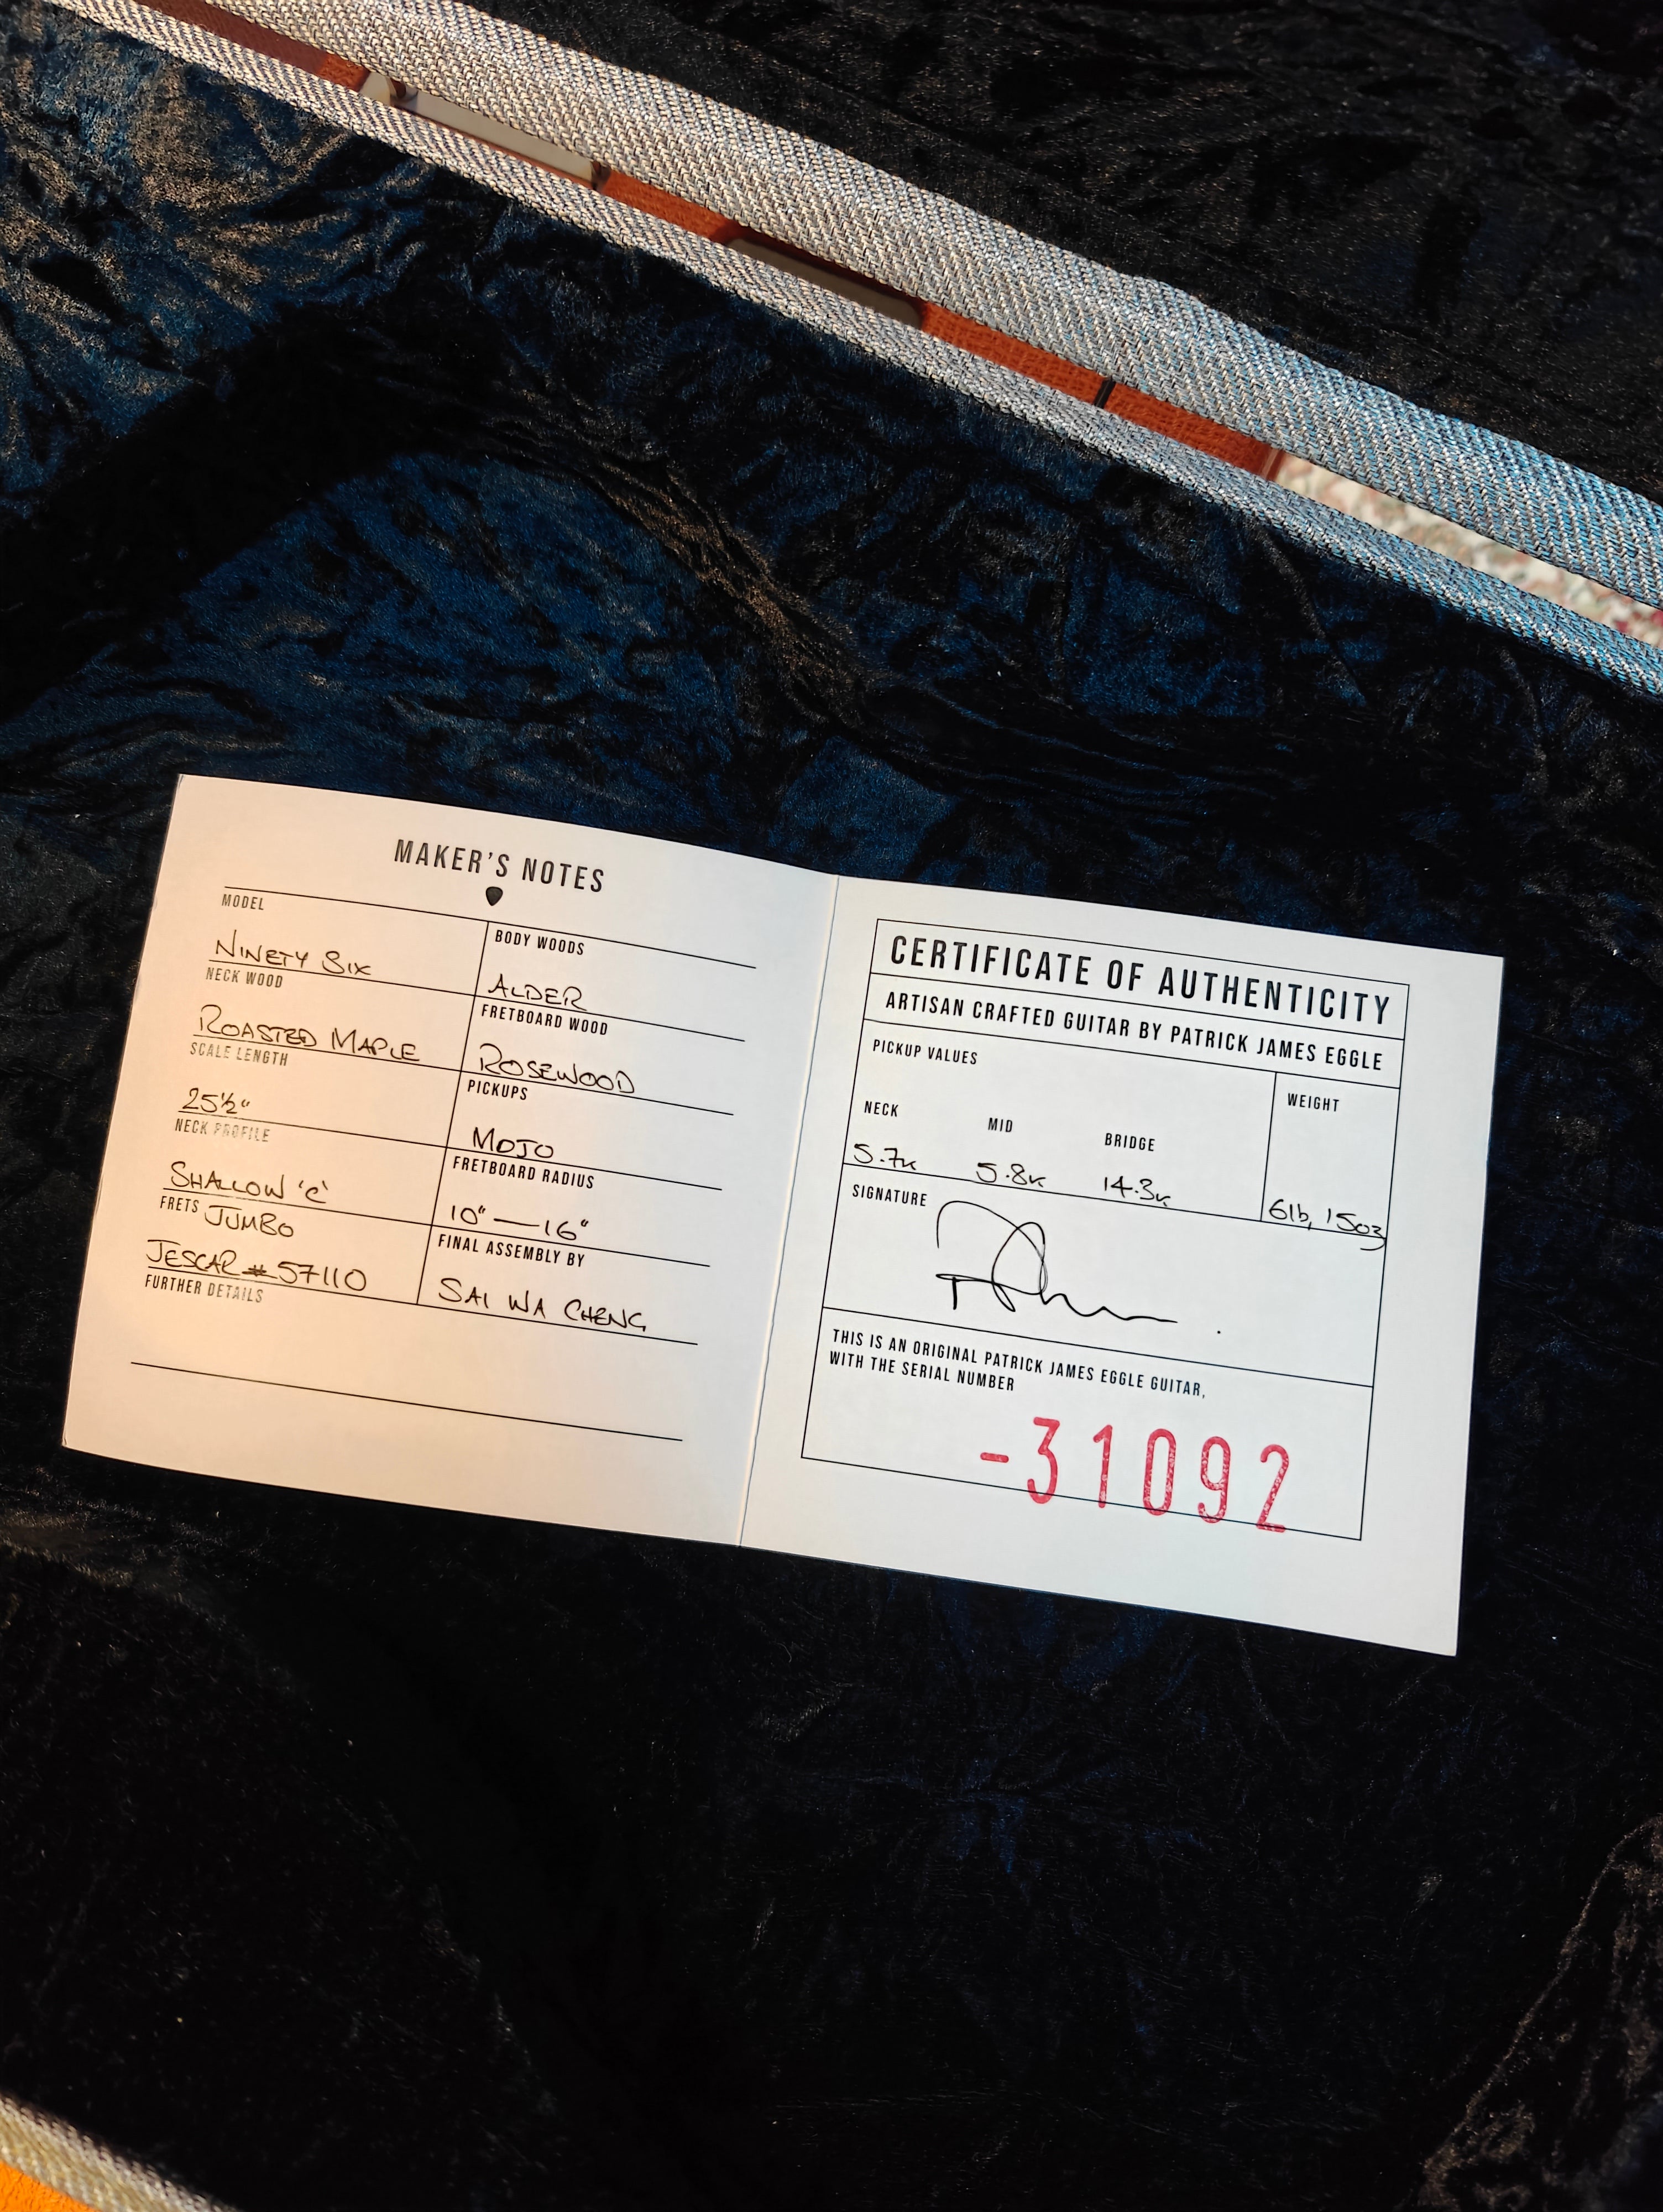 MAKER'S NOTES
MODEL
NINETY SIX
BODY WOODS
ALDER
NECK WOOD
ROASTED MAPLE
FRETBOARD WOOD
ROSEWOOD
SCALE LENGTH
25½"
PICKUPS
MOJO
NECK PROFILE
SHALLOW 'C'
FRETBOARD RADIUS
10" — 16"
FRETS JUMBO
JESCAR #57110
FINAL ASSEMBLY BY
SAI WA CHENG
FURTHER DETAILS
CERTIFICATE OF AUTHENTICITY
ARTISAN CRAFTED GUITAR BY PATRICK JAMES EGGLE
PICKUP VALUES
WEIGHT
NECK MID BRIDGE
5.7K 5.8K 14.3K
6lb, 15oz
SIGNATURE
THIS IS AN ORIGINAL PATRICK JAMES EGGLE GUITAR,
WITH THE SERIAL NUMBER
-31092